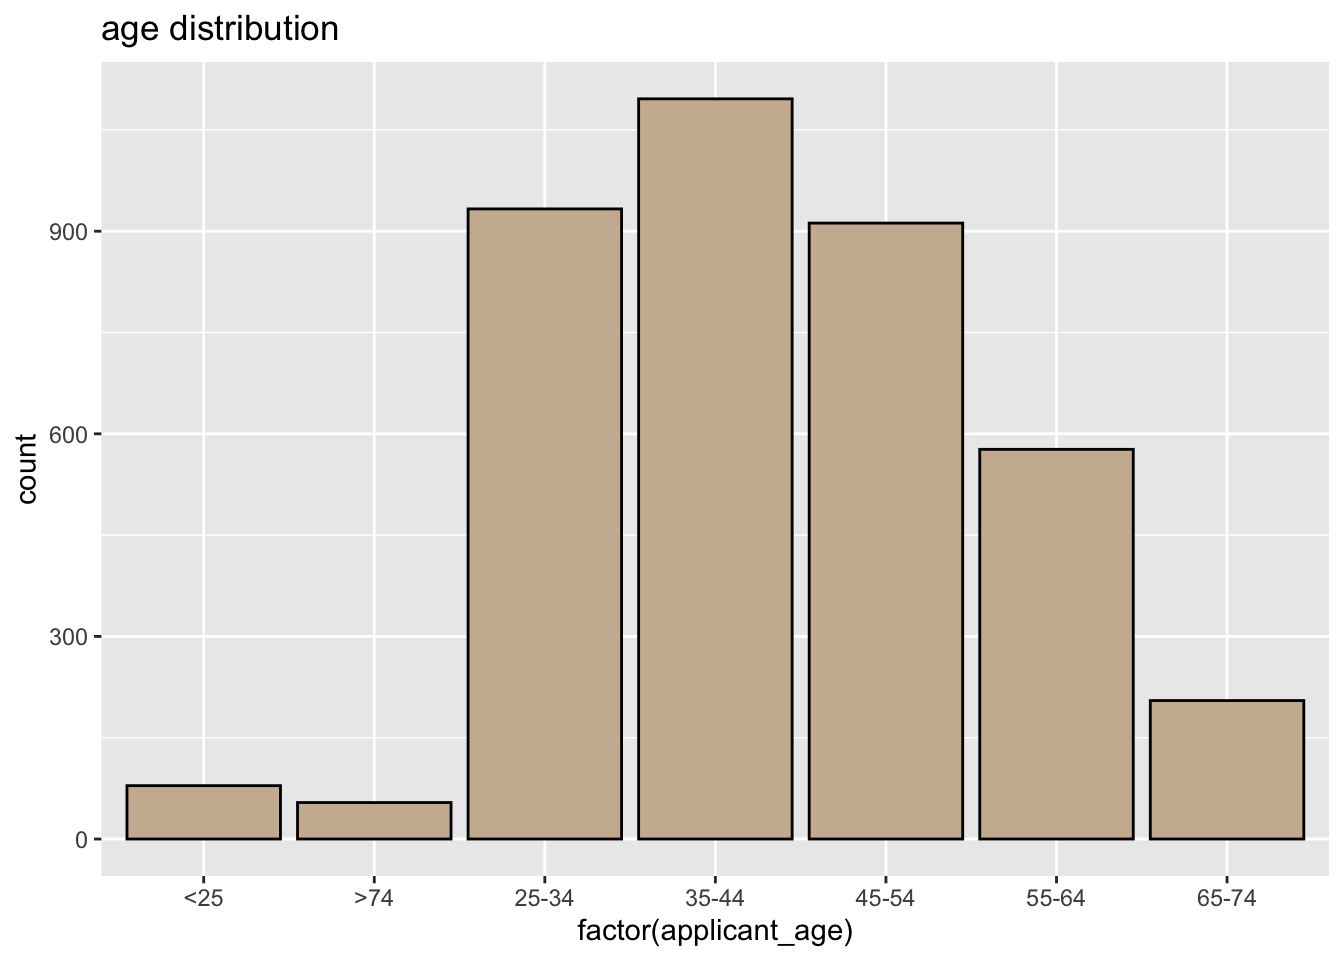 age distribution
count
900
600
300
0
<25 >74 25-34 35-44 45-54 55-64 65-74
factor(applicant_age)